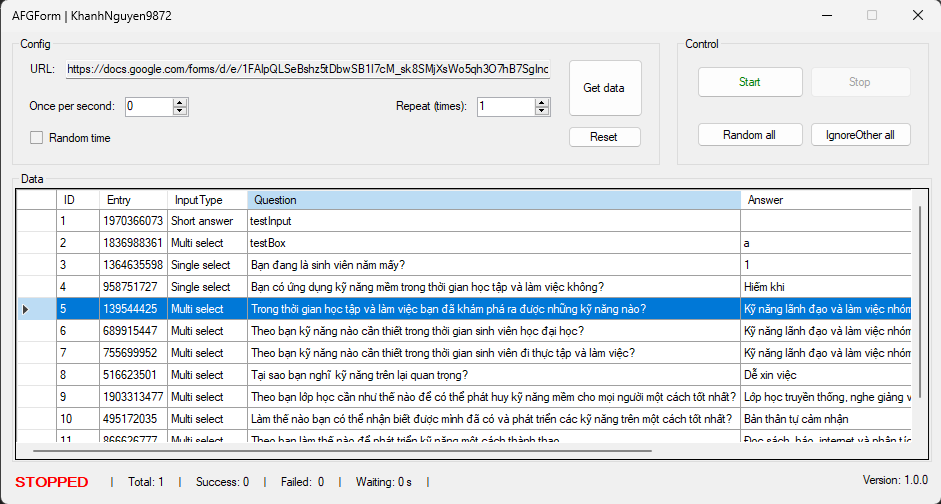 AFGForm | KhanhNguyen9872
Config
URL: https://docs.google.com/forms/d/e/1FAIpQLSeBshz5tDbwSB1I7cM_sk8SMjXsWo5qh3O7hB7SgInc
Get data
Once per second: 0
Repeat (times): 1
Random time
Reset
Control
Start
Stop
Random all
IgnoreOther all
Data
ID Entry InputType Question Answer
1 1970366073 Short answer testInput
2 1836988361 Multi select testBox a
3 1364635598 Single select Bạn đang là sinh viên năm mấy? 1
4 958751727 Single select Bạn có ứng dụng kỹ năng mềm trong thời gian học tập và làm việc không? Hiếm khi
5 139544425 Multi select Trong thời gian học tập và làm việc bạn đã khám phá ra được những kỹ năng nào? Kỹ năng lãnh đạo và làm việc nhóm
6 689915447 Multi select Theo bạn kỹ năng nào cần thiết trong thời gian sinh viên học đại học? Kỹ năng lãnh đạo và làm việc nhóm
7 755699952 Multi select Theo bạn kỹ năng nào cần thiết trong thời gian sinh viên đi thực tập và làm việc? Kỹ năng lãnh đạo và làm việc nhóm
8 516623501 Multi select Tại sao bạn nghĩ kỹ năng trên lại quan trọng? Dễ xin việc
9 1903313477 Multi select Theo bạn lớp học cần như thế nào để có thể phát huy kỹ năng mềm cho mọi người một cách tốt nhất? Lớp học truyền thống, nghe giảng v
10 495172035 Multi select Làm thế nào bạn có thể nhận biết được mình đã có và phát triển các kỹ năng trên một cách tốt nhất? Bản thân tự cảm nhận
11 866626777 Multi select Theo bạn làm thế nào để phát triển kỹ năng một cách thành thạo Đọc sách, báo, internet và phân tíc
STOPPED | Total: 1 | Success: 0 | Failed: 0 | Waiting: 0 s |
Version: 1.0.0